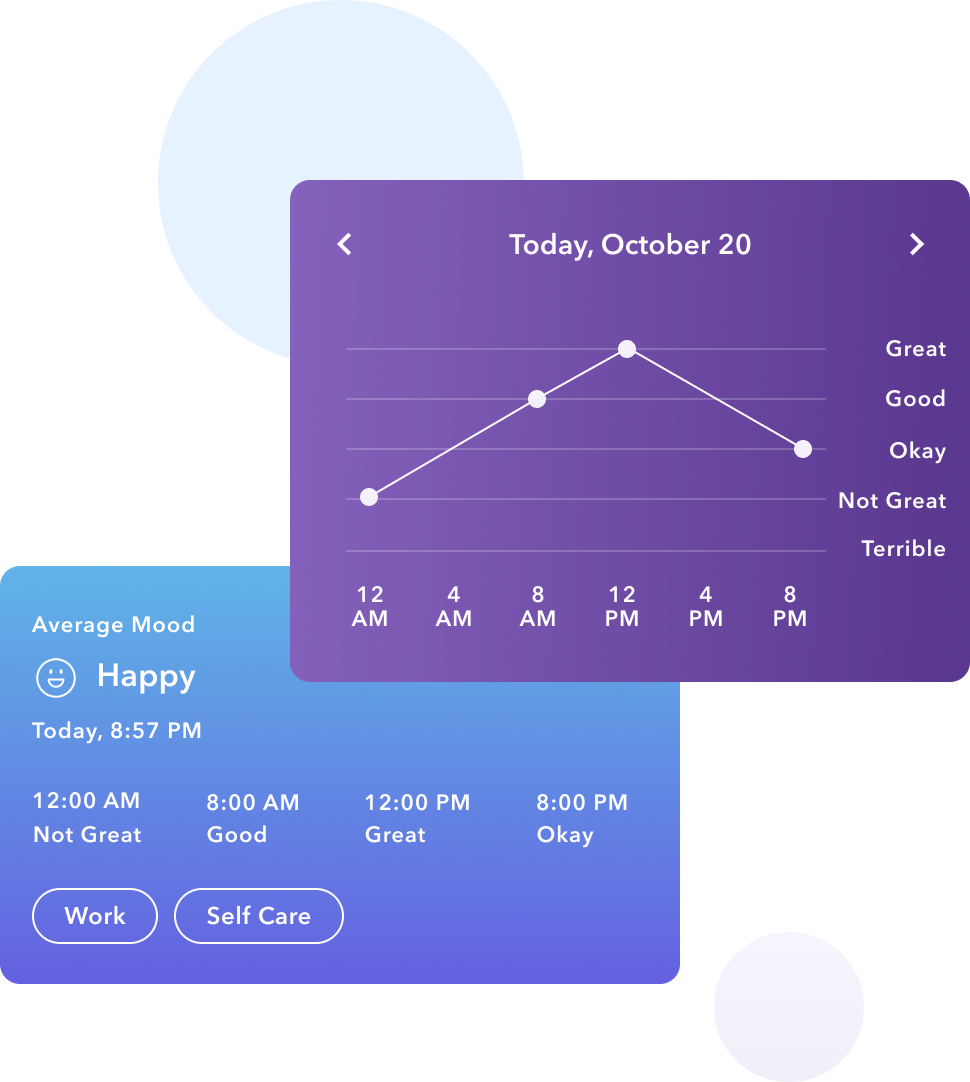 Today, October 20
Great
Good
Okay
Not Great
Terrible
12 AM
4 AM
8 AM
12 PM
4 PM
8 PM
Average Mood
Happy
Today, 8:57 PM
12:00 AM
Not Great
8:00 AM
Good
12:00 PM
Great
8:00 PM
Okay
Work
Self Care